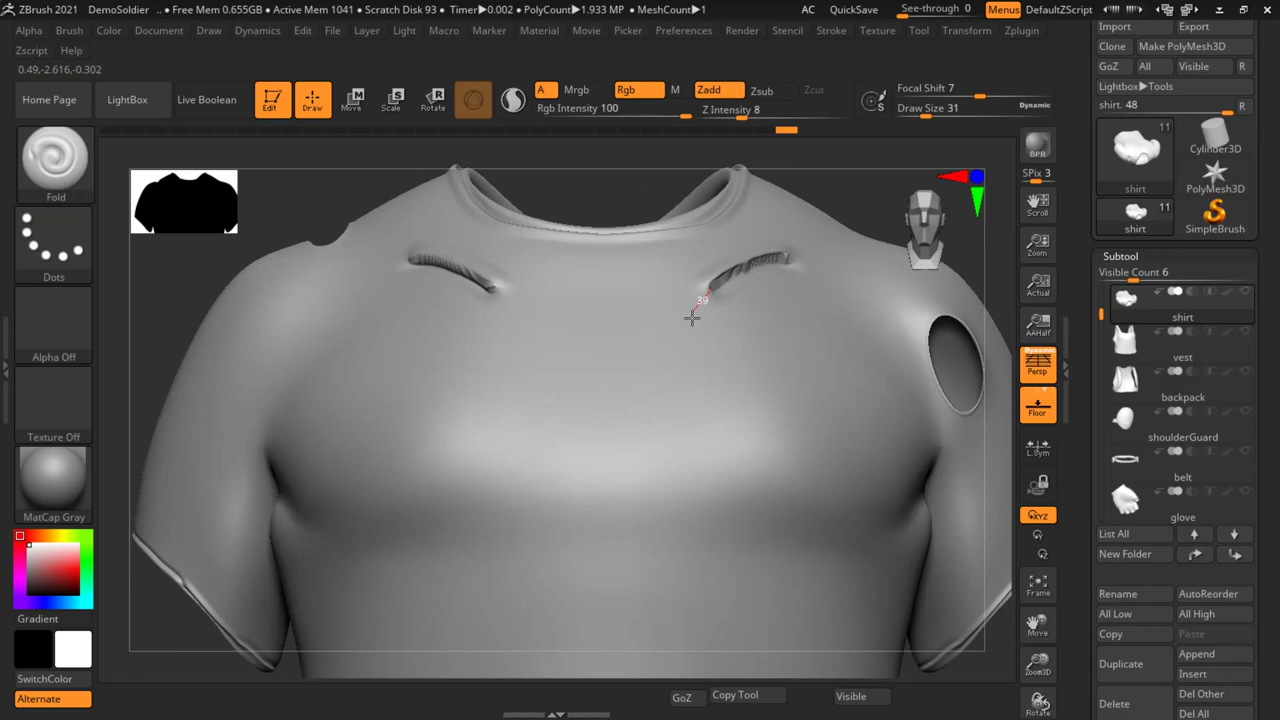 ZBrush 2021 DemoSoldier .. • Free Mem 0.655GB • Active Mem 1041 • Scratch Disk 93 • Timer▶0.002 • PolyCount▶1.933 MP • MeshCount▶1 AC QuickSave See-through 0 Menus DefaultZScript
Alpha Brush Color Document Draw Dynamics Edit File Layer Light Macro Marker Material Movie Picker Preferences Render Stencil Stroke Texture Tool Transform Zplugin
Zscript Help
0.49,-2.616,-0.302
Home Page LightBox Live Boolean Edit Draw Move Scale Rotate
A Mrgb Rgb M Zadd Zsub Zcut
Rgb Intensity 100 Z Intensity 8
Focal Shift 7
Draw Size 31 Dynamic
Fold
Dots
Alpha Off
Texture Off
MatCap Gray
Gradient
SwitchColor
Alternate
39
BPR
SPix 3
Scroll
Zoom
Actual
AAHalf
Dynamic
Persp
Floor
L.Sym
XYZ
Frame
Move
Zoom3D
Rotate
Import Export
Clone Make PolyMesh3D
GoZ All Visible R
Lightbox▶Tools
shirt. 48 R
11
shirt
Cylinder3D
PolyMesh3D
11
shirt
SimpleBrush
Subtool
Visible Count 6
shirt
vest
backpack
shoulderGuard
belt
glove
List All
New Folder
Rename AutoReorder
All Low All High
Copy Paste
Duplicate Append
Insert
Delete Del Other
Del All
GoZ Copy Tool Visible